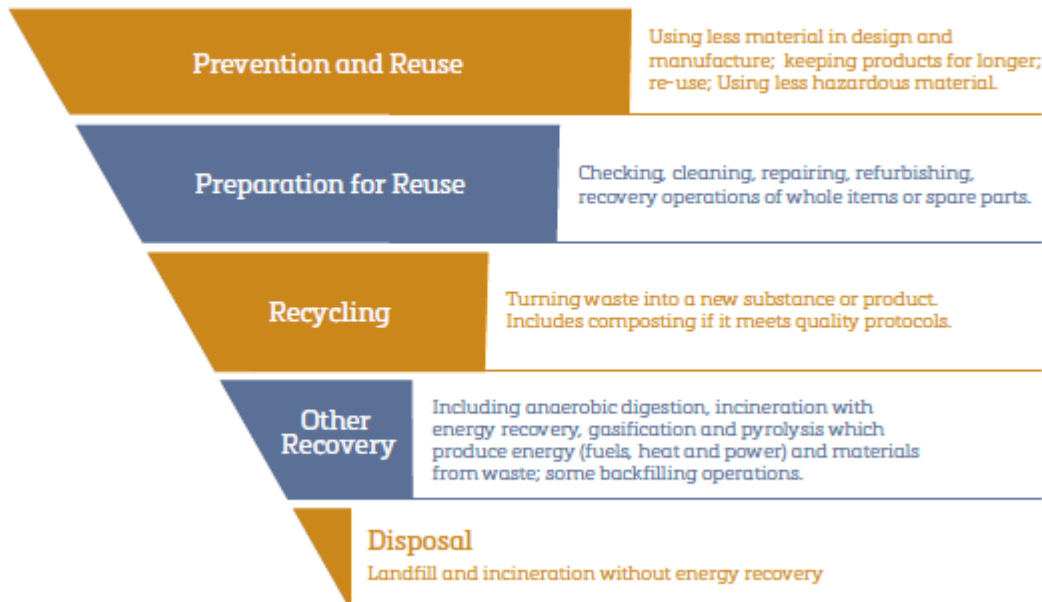 Prevention and Reuse
Using less material in design and
manufacture; keeping products for longer;
re-use; Using less hazardous material.
Preparation for Reuse
Checking, cleaning, repairing, refurbishing,
recovery operations of whole items or spare parts.
Recycling
Turning waste into a new substance or product.
Includes composting if it meets quality protocols.
Other
Recovery
Including anaerobic digestion, incineration with
energy recovery, gasification and pyrolysis which
produce energy (fuels, heat and power) and materials
from waste; some backfilling operations.
Disposal
Landfill and incineration without energy recovery